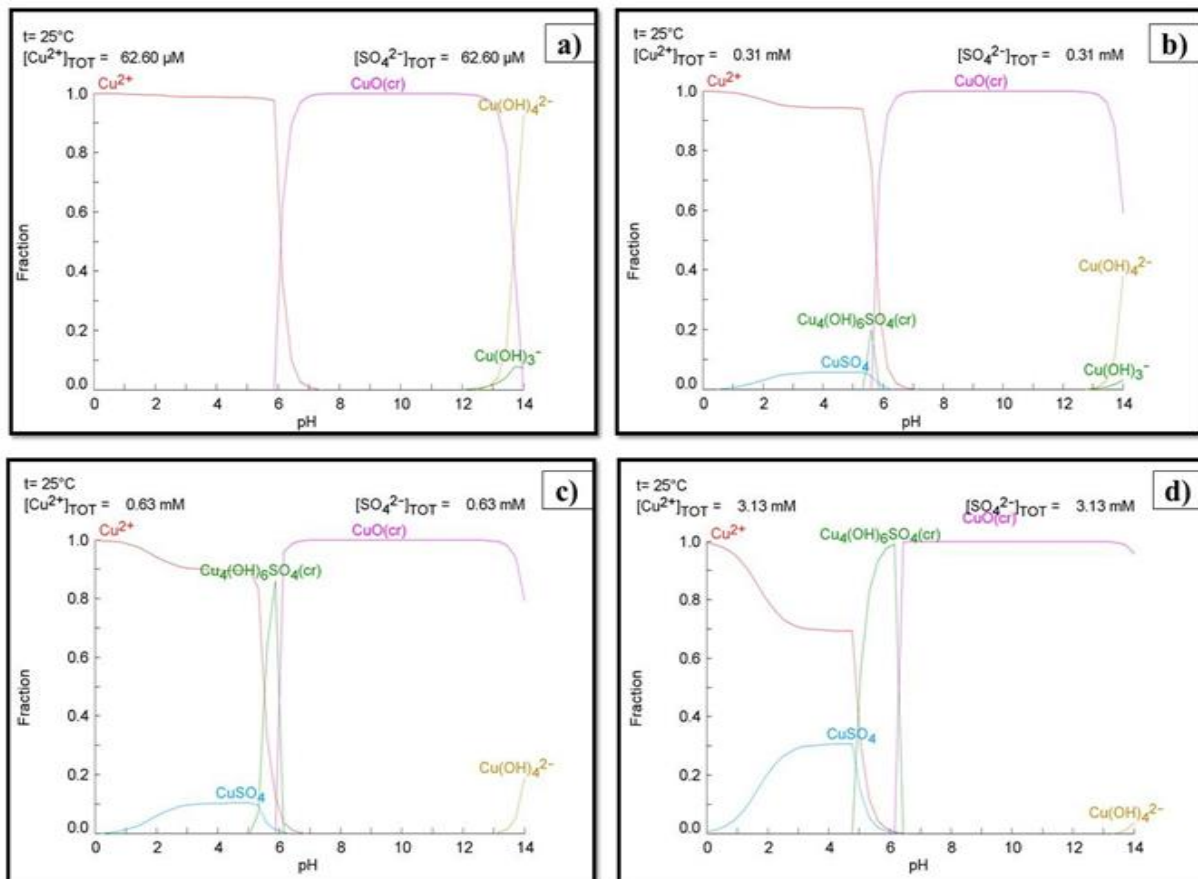 a)
t= 25°C
[Cu²⁺]TOT = 62.60 µM [SO₄²⁻]TOT = 62.60 µM
Cu²⁺ CuO(cr)
Cu(OH)₄²⁻
Cu(OH)₃⁻
1.0
0.8
0.6
0.4
0.2
0.0
Fraction
0 2 4 6 8 10 12 14
pH
b)
t= 25°C
[Cu²⁺]TOT = 0.31 mM [SO₄²⁻]TOT = 0.31 mM
Cu²⁺ CuO(cr)
Cu(OH)₄²⁻
Cu₄(OH)₆SO₄(cr)
CuSO₄
Cu(OH)₃⁻
1.0
0.8
0.6
0.4
0.2
0.0
Fraction
0 2 4 6 8 10 12 14
pH
c)
t= 25°C
[Cu²⁺]TOT = 0.63 mM [SO₄²⁻]TOT = 0.63 mM
Cu²⁺ CuO(cr)
Cu₄(OH)₆SO₄(cr)
CuSO₄
Cu(OH)₄²⁻
1.0
0.8
0.6
0.4
0.2
0.0
Fraction
0 2 4 6 8 10 12 14
pH
d)
t= 25°C
[Cu²⁺]TOT = 3.13 mM [SO₄²⁻]TOT = 3.13 mM
CuO(cr)
Cu²⁺ Cu₄(OH)₆SO₄(cr)
CuSO₄
Cu(OH)₄²⁻
1.0
0.8
0.6
0.4
0.2
0.0
Fraction
0 2 4 6 8 10 12 14
pH